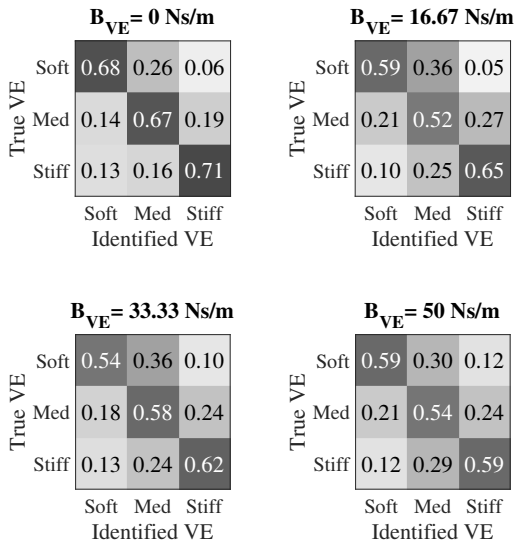 B_VE= 0 Ns/m
True VE
Soft 0.68 0.26 0.06
Med 0.14 0.67 0.19
Stiff 0.13 0.16 0.71
Soft Med Stiff
Identified VE
B_VE= 16.67 Ns/m
True VE
Soft 0.59 0.36 0.05
Med 0.21 0.52 0.27
Stiff 0.10 0.25 0.65
Soft Med Stiff
Identified VE
B_VE= 33.33 Ns/m
True VE
Soft 0.54 0.36 0.10
Med 0.18 0.58 0.24
Stiff 0.13 0.24 0.62
Soft Med Stiff
Identified VE
B_VE= 50 Ns/m
True VE
Soft 0.59 0.30 0.12
Med 0.21 0.54 0.24
Stiff 0.12 0.29 0.59
Soft Med Stiff
Identified VE